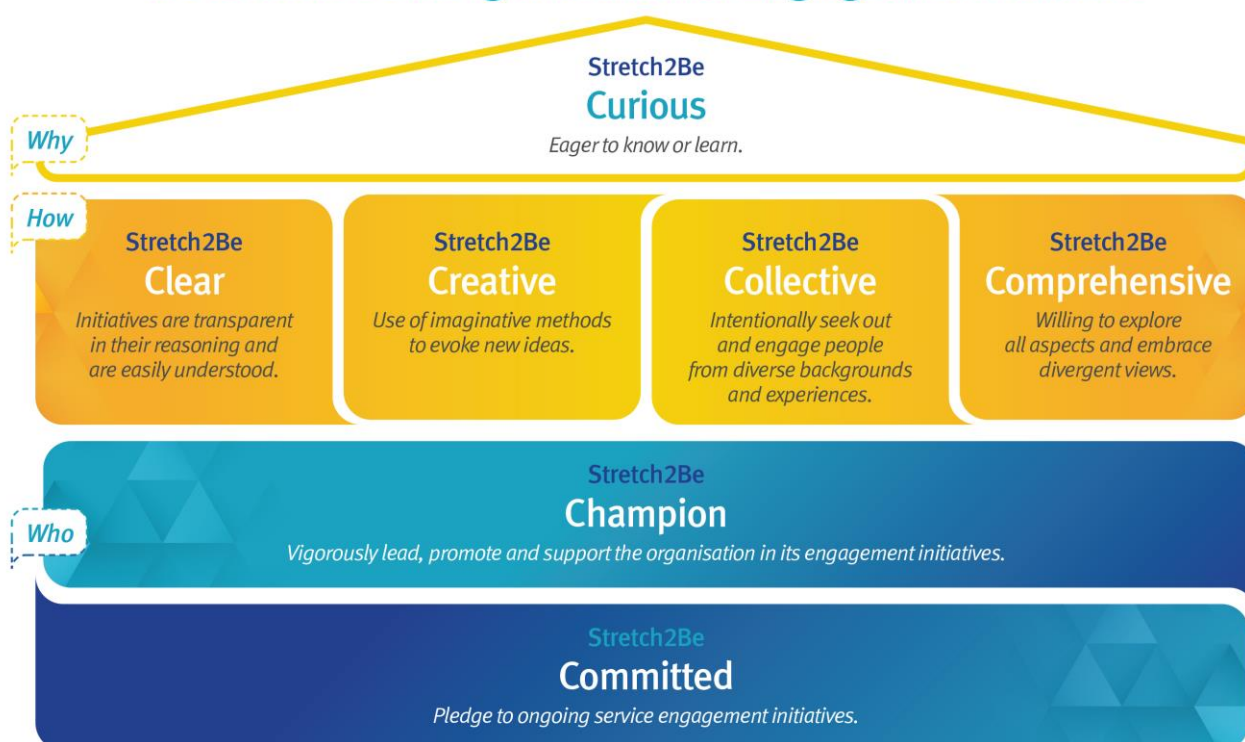 Why
Stretch2Be
Curious
Eager to know or learn.
How
Stretch2Be
Clear
Initiatives are transparent
in their reasoning and
are easily understood.
Stretch2Be
Creative
Use of imaginative methods
to evoke new ideas.
Stretch2Be
Collective
Intentionally seek out
and engage people
from diverse backgrounds
and experiences.
Stretch2Be
Comprehensive
Willing to explore
all aspects and embrace
divergent views.
Who
Stretch2Be
Champion
Vigorously lead, promote and support the organisation in its engagement initiatives.
Stretch2Be
Committed
Pledge to ongoing service engagement initiatives.